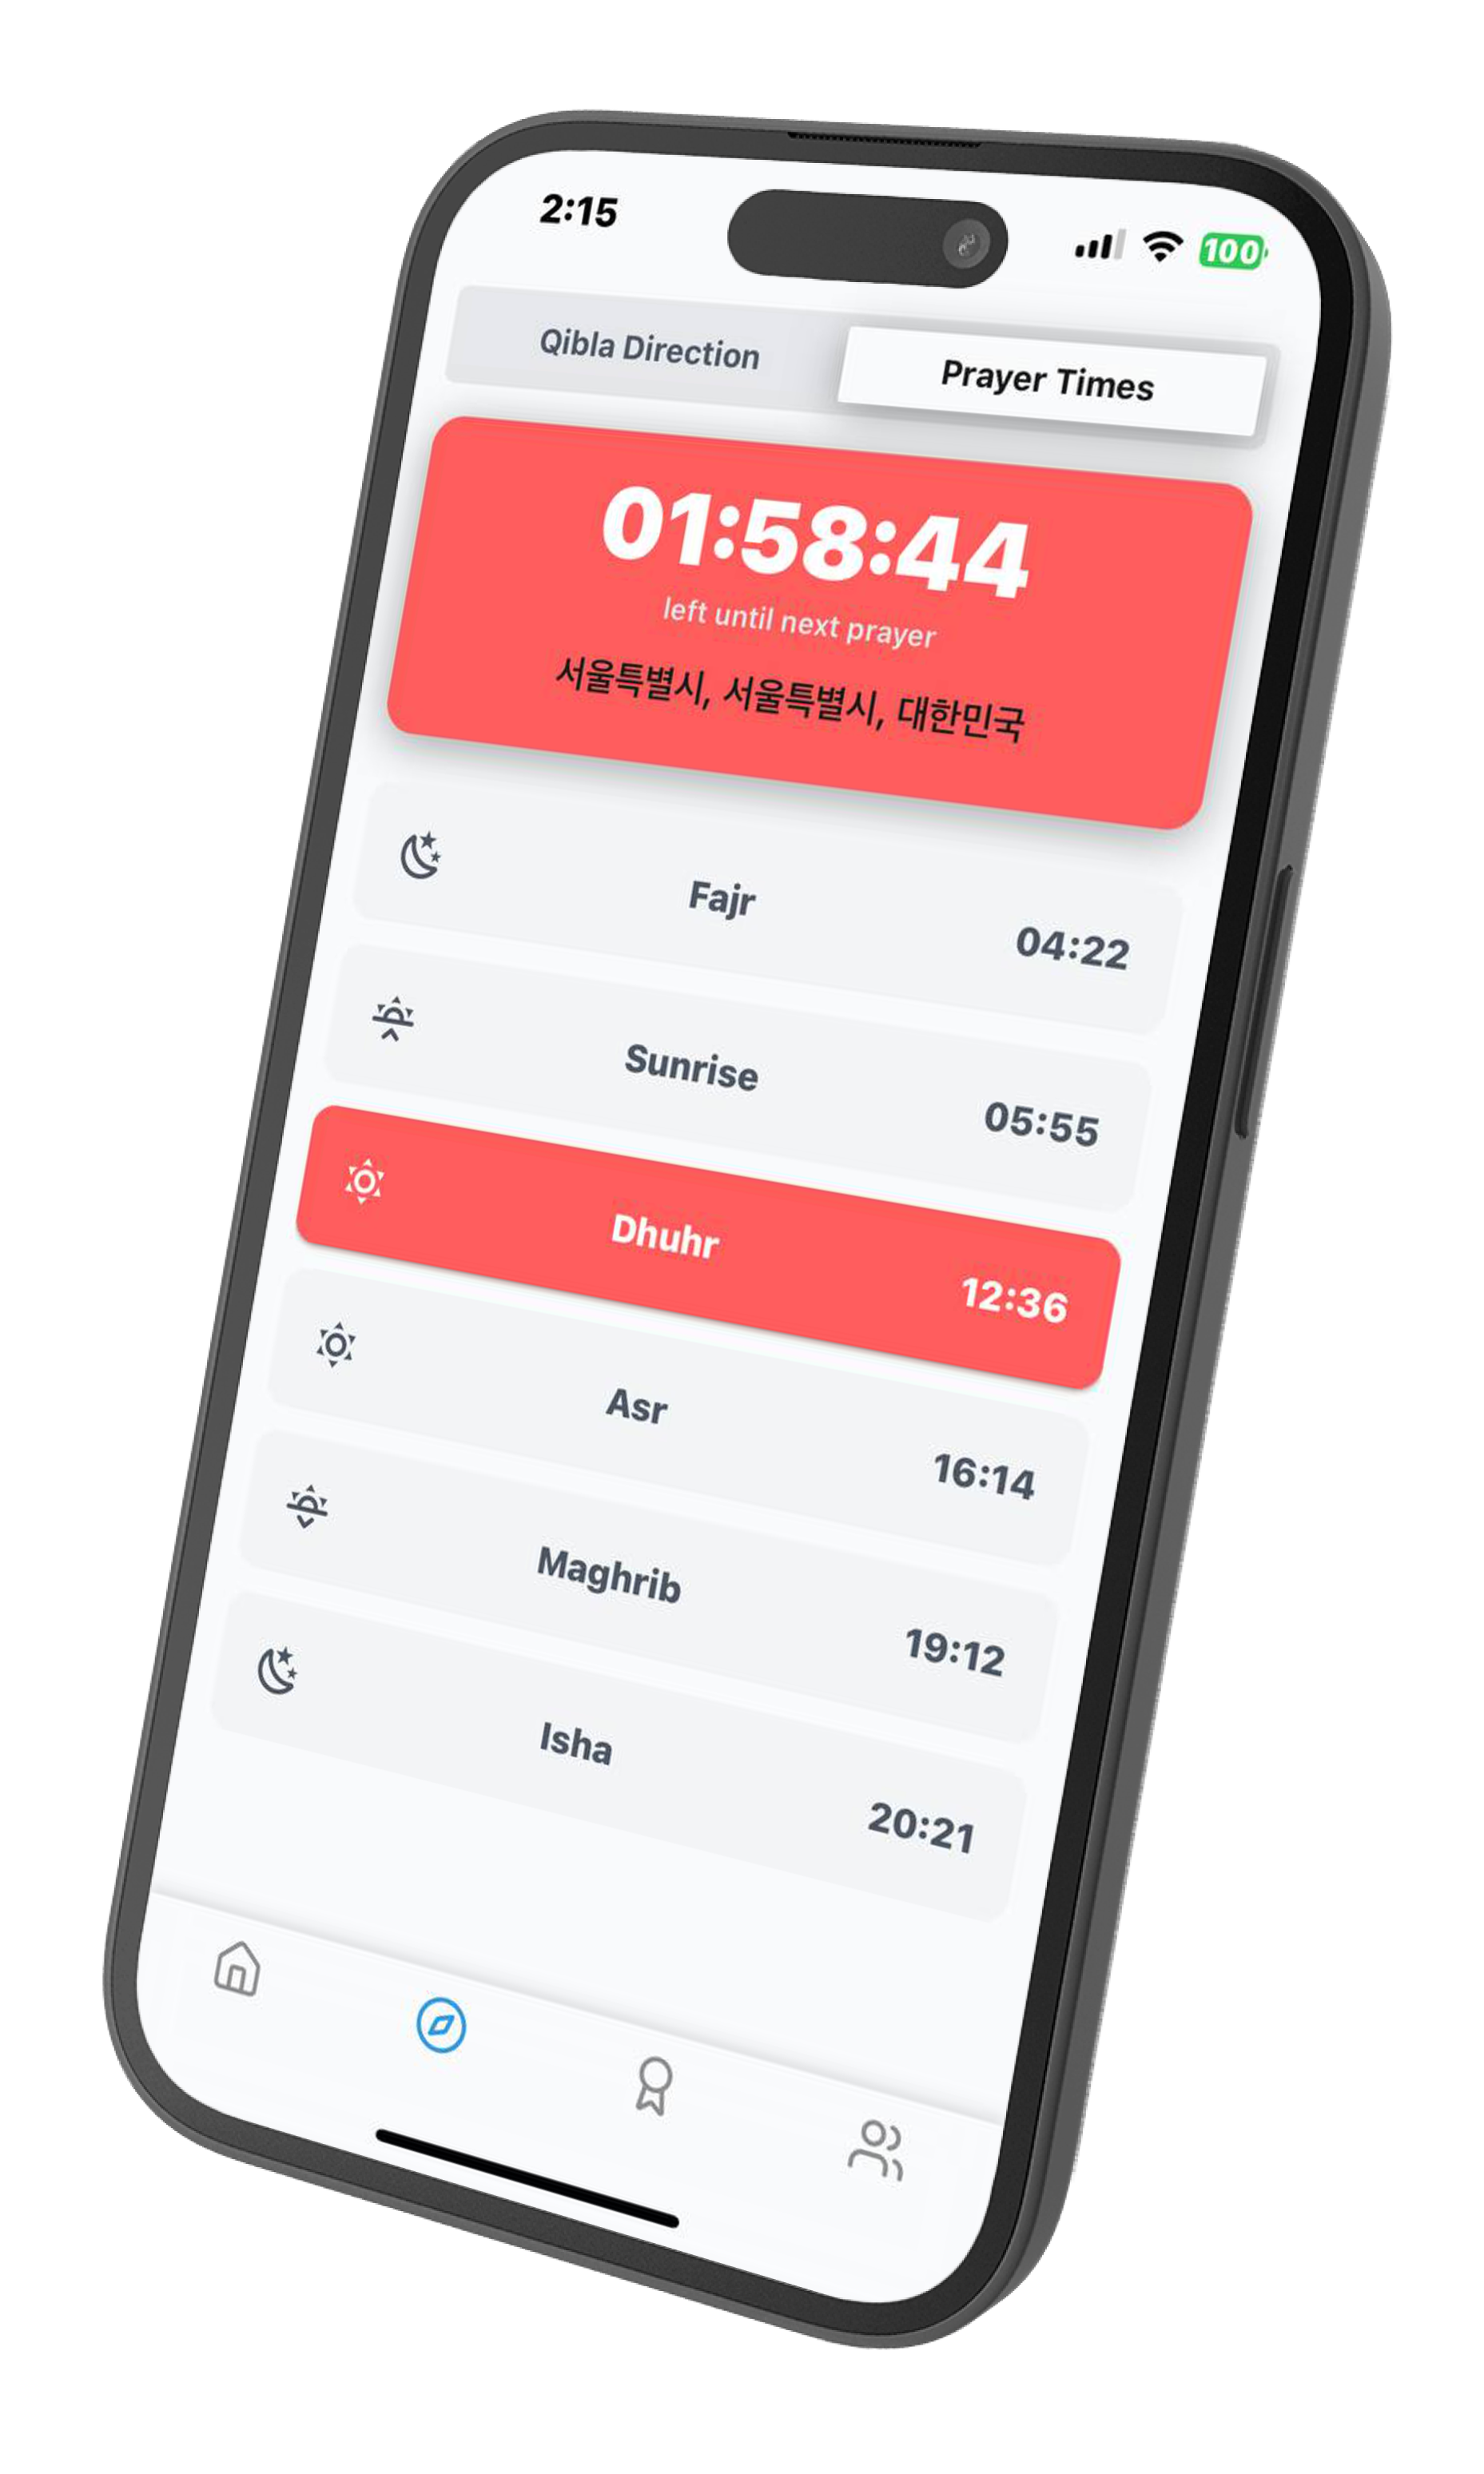 2:15
100
Qibla Direction
Prayer Times
01:58:44
left until next prayer
서울특별시, 서울특별시, 대한민국
Fajr
04:22
Sunrise
05:55
Dhuhr
12:36
Asr
16:14
Maghrib
19:12
Isha
20:21